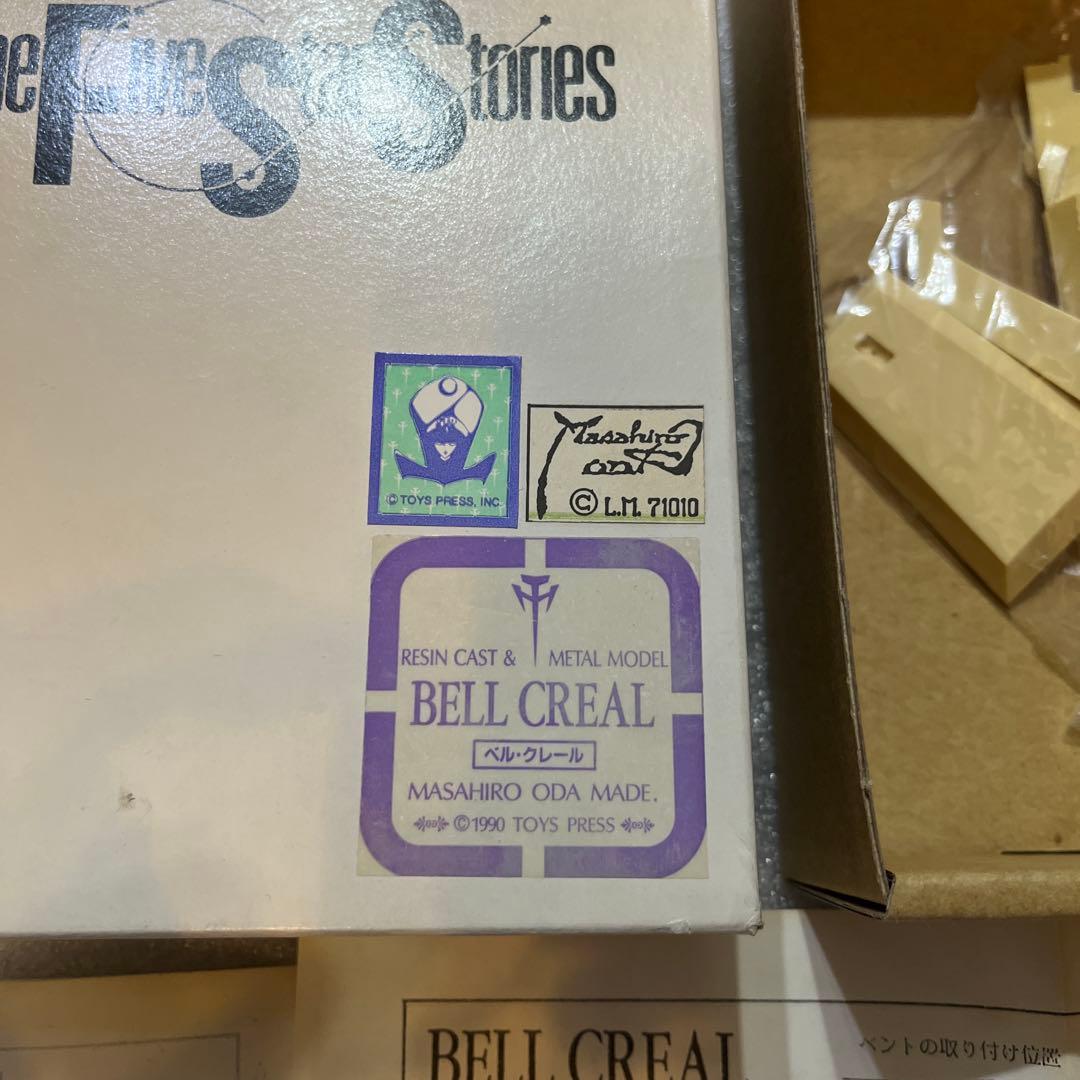 The Five Star Stories
© TOYS PRESS, INC.
Masahiro
© L.M. 71010
RESIN CAST & METAL MODEL
BELL CREAL
ベル・クレール
MASAHIRO ODA MADE.
©1990 TOYS PRESS
BELL CREAL
ベントの取り付け位置